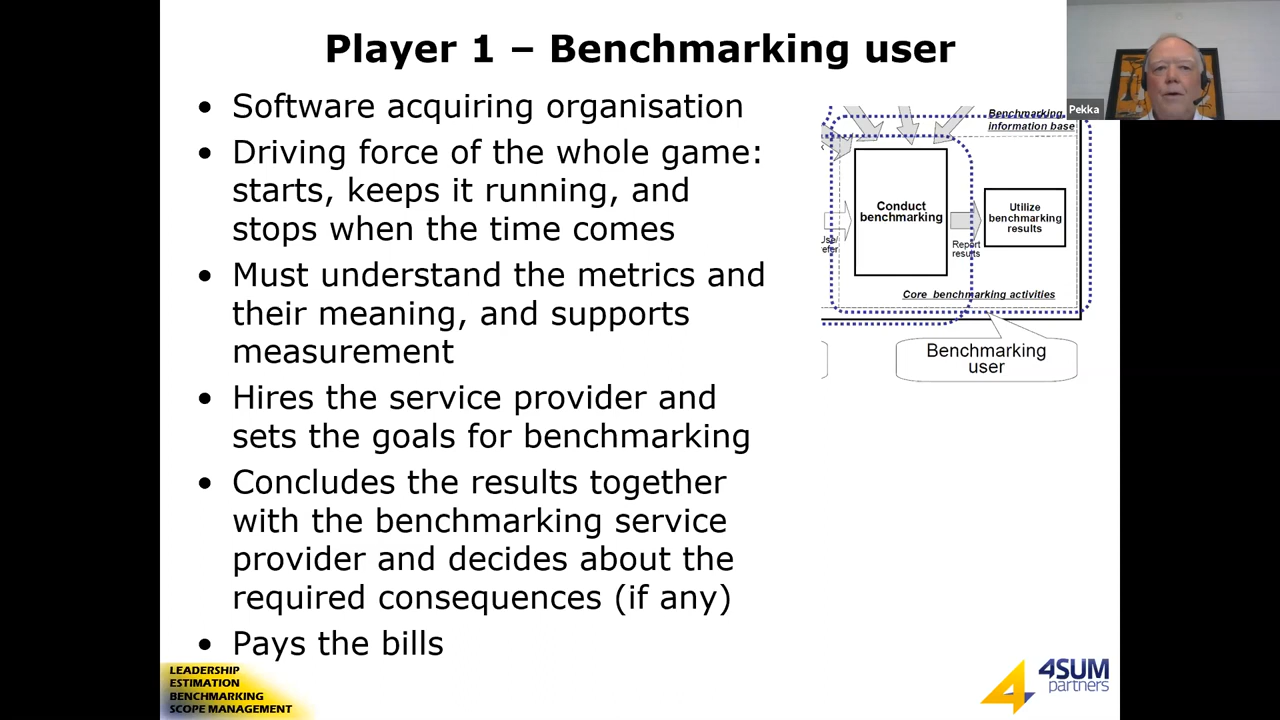 Player 1 – Benchmarking user
• Software acquiring organisation
• Driving force of the whole game:
starts, keeps it running, and
stops when the time comes
• Must understand the metrics and
their meaning, and supports
measurement
• Hires the service provider and
sets the goals for benchmarking
• Concludes the results together
with the benchmarking service
provider and decides about the
required consequences (if any)
• Pays the bills
Pekka
Benchmarking
information base
Conduct
benchmarking
Utilize
benchmarking
results
Report
results
Core benchmarking activities
Benchmarking
user
LEADERSHIP
ESTIMATION
BENCHMARKING
SCOPE MANAGEMENT
4SUM
partners